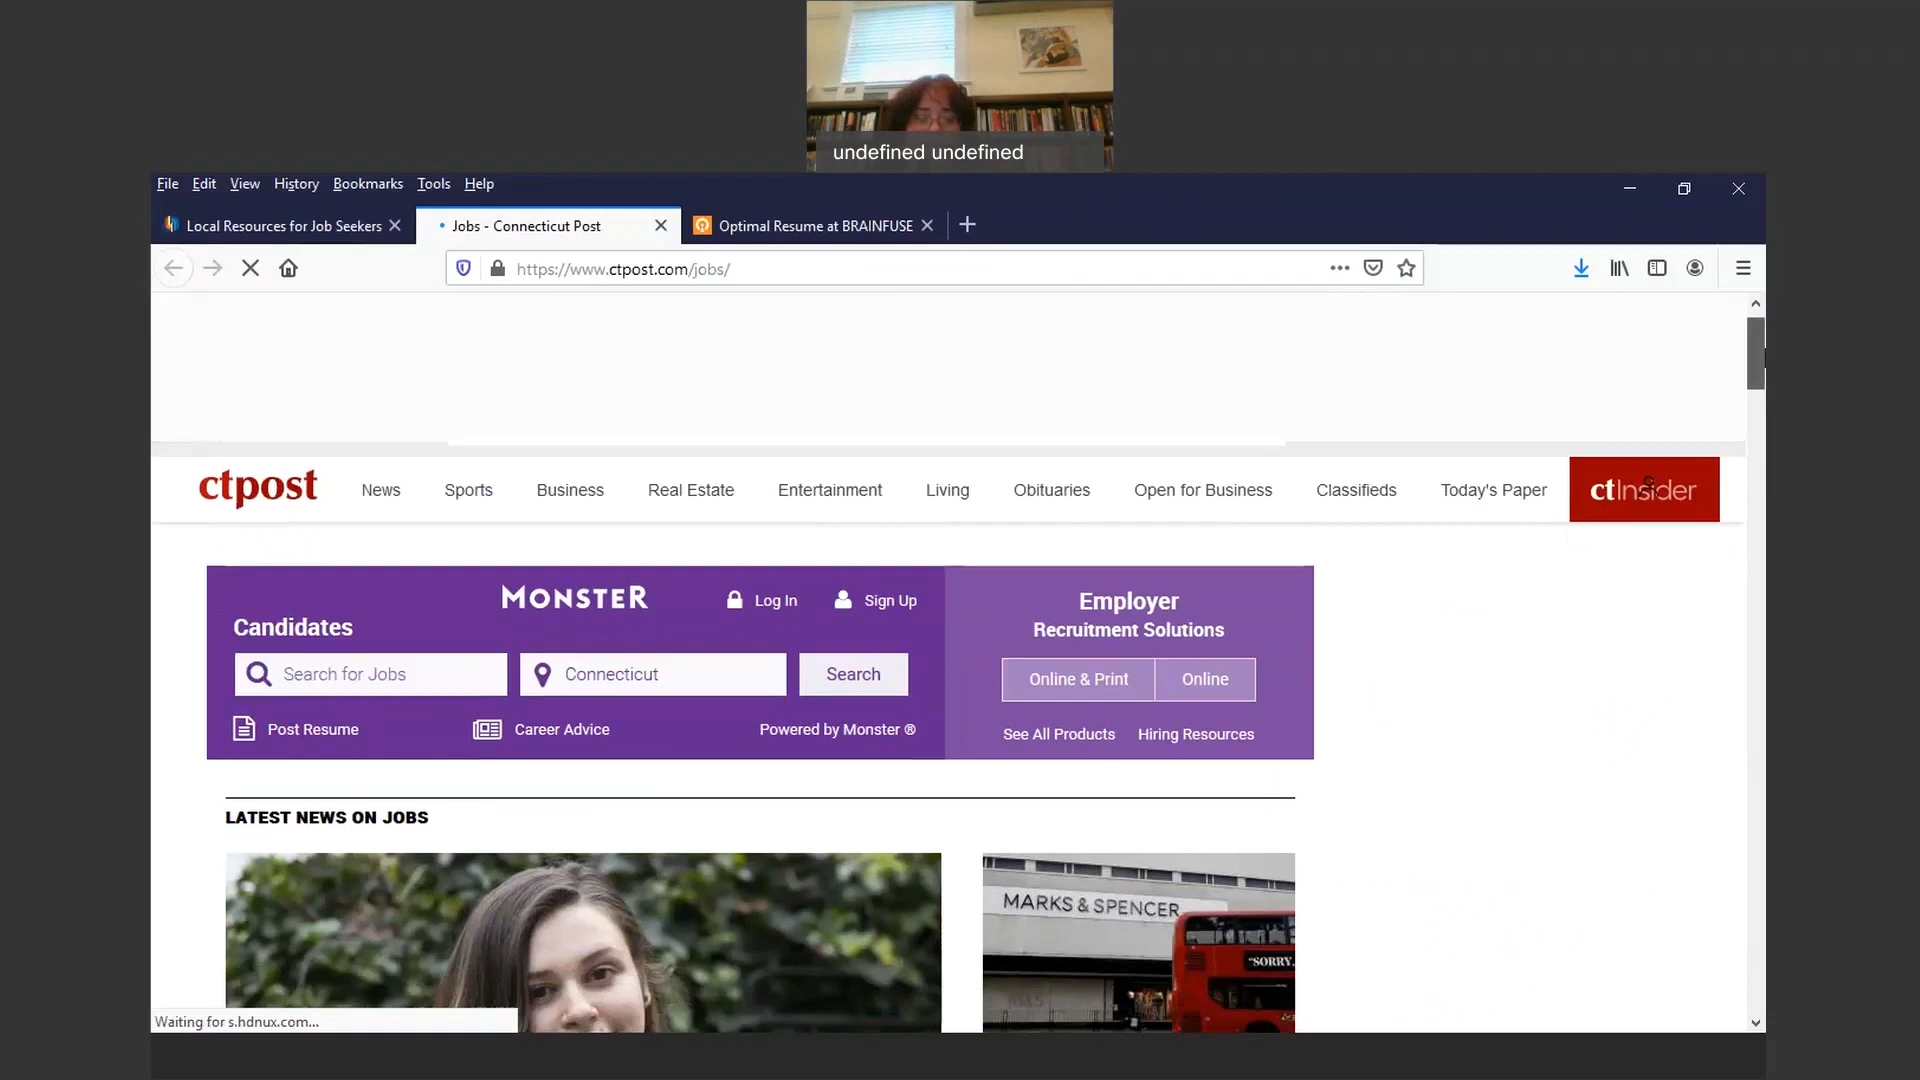 undefined undefined
File Edit View History Bookmarks Tools Help
Local Resources for Job Seekers
Jobs - Connecticut Post
Optimal Resume at BRAINFUSE
https://www.ctpost.com/jobs/
ctpost News Sports Business Real Estate Entertainment Living Obituaries Open for Business Classifieds Today's Paper ctInsider
MONSTER
Log In
Sign Up
Candidates
Search for Jobs
Connecticut
Search
Post Resume
Career Advice
Powered by Monster ®
Employer
Recruitment Solutions
Online & Print
Online
See All Products
Hiring Resources
LATEST NEWS ON JOBS
MARKS & SPENCER
"SORRY.
Waiting for s.hdnux.com...